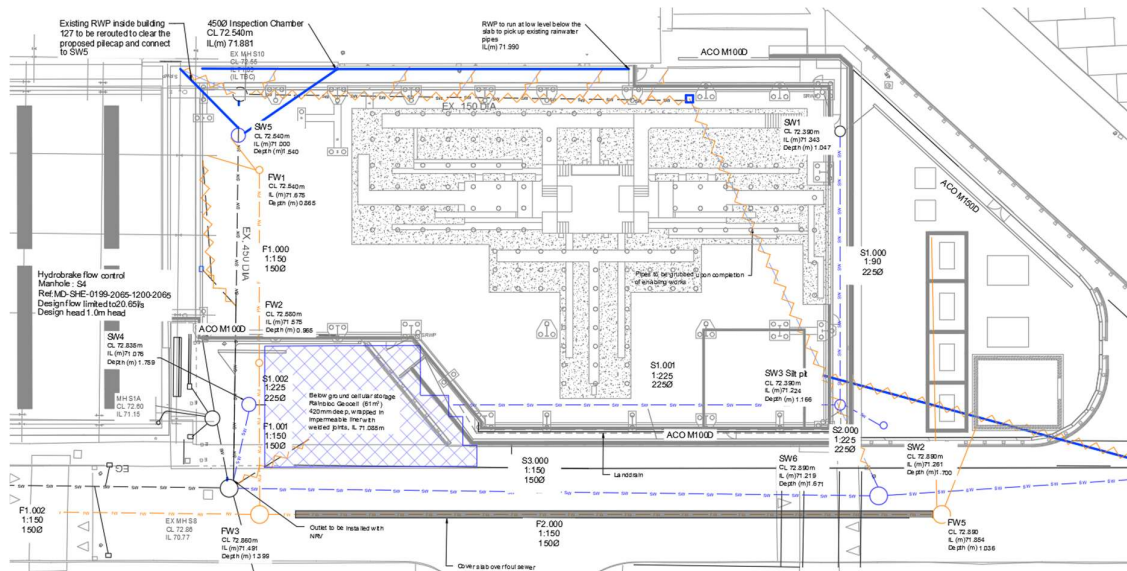 Existing RWP inside building
127 to be rerouted to clear the
proposed pilecap and connect
to SW5
450Ø Inspection Chamber
CL 72.540m
IL(m) 71.881
EX MH S10
(IL TBC)
RWP to run at low level below the
slab to pick up existing rainwater
pipes
IL(m) 71.990
ACO M100D
EX. 150 DIA
SW5
CL 72.540m
IL (m)71.000
Depth (m)1.540
SW1
CL 72.390m
IL (m)71.343
Depth (m) 1.047
FW1
CL 72.540m
IL (m)71.675
Depth (m) 0.865
ACO M150D
EX. 450 DIA
F1.000
1:150
150Ø
S1.000
1:90
225Ø
Pipes to be grubbed upon completion
of enabling works
Hydrobrake flow control
Manhole : S4
Ref:MD-SHE-0199-2065-1200-2065
Design flow limited to20.65l/s
Design head 1.0m head
FW2
CL 72.560m
IL (m)71.575
Depth (m) 0.985
ACO M100D
SRWP
SW4
CL 72.835m
IL (m)71.076
Depth (m) 1.759
S1.002
1:225
225Ø
S1.001
1:225
225Ø
SW3 Silt pit
CL 72.390m
IL (m)71.224
Depth (m) 1.166
Below ground cellular storage
Rainbloc Geocell (61m³)
420mm deep, wrapped in
impermeable liner with
welded joints, IL 71.085m
MH S1A
CL 72.60
IL 71.15
F1.001
1:150
150Ø
ACO M100D
S2.000
1:225
225Ø
SW2
CL 72.890m
IL (m)71.261
Depth (m)1.700
S3.000
1:150
150Ø
Landdrain
SW6
CL 72.890m
IL (m)71.219
Depth (m)1.671
EG
F1.002
1:150
150Ø
EX MH S8
CL 72.86
IL 70.77
FW3
CL 72.860m
IL (m)71.491
Depth (m) 1.399
Outlet to be installed with
NRV
F2.000
1:150
150Ø
FW5
CL 72.890
IL (m)71.854
Depth (m) 1.036
Cover slab over foul sewer